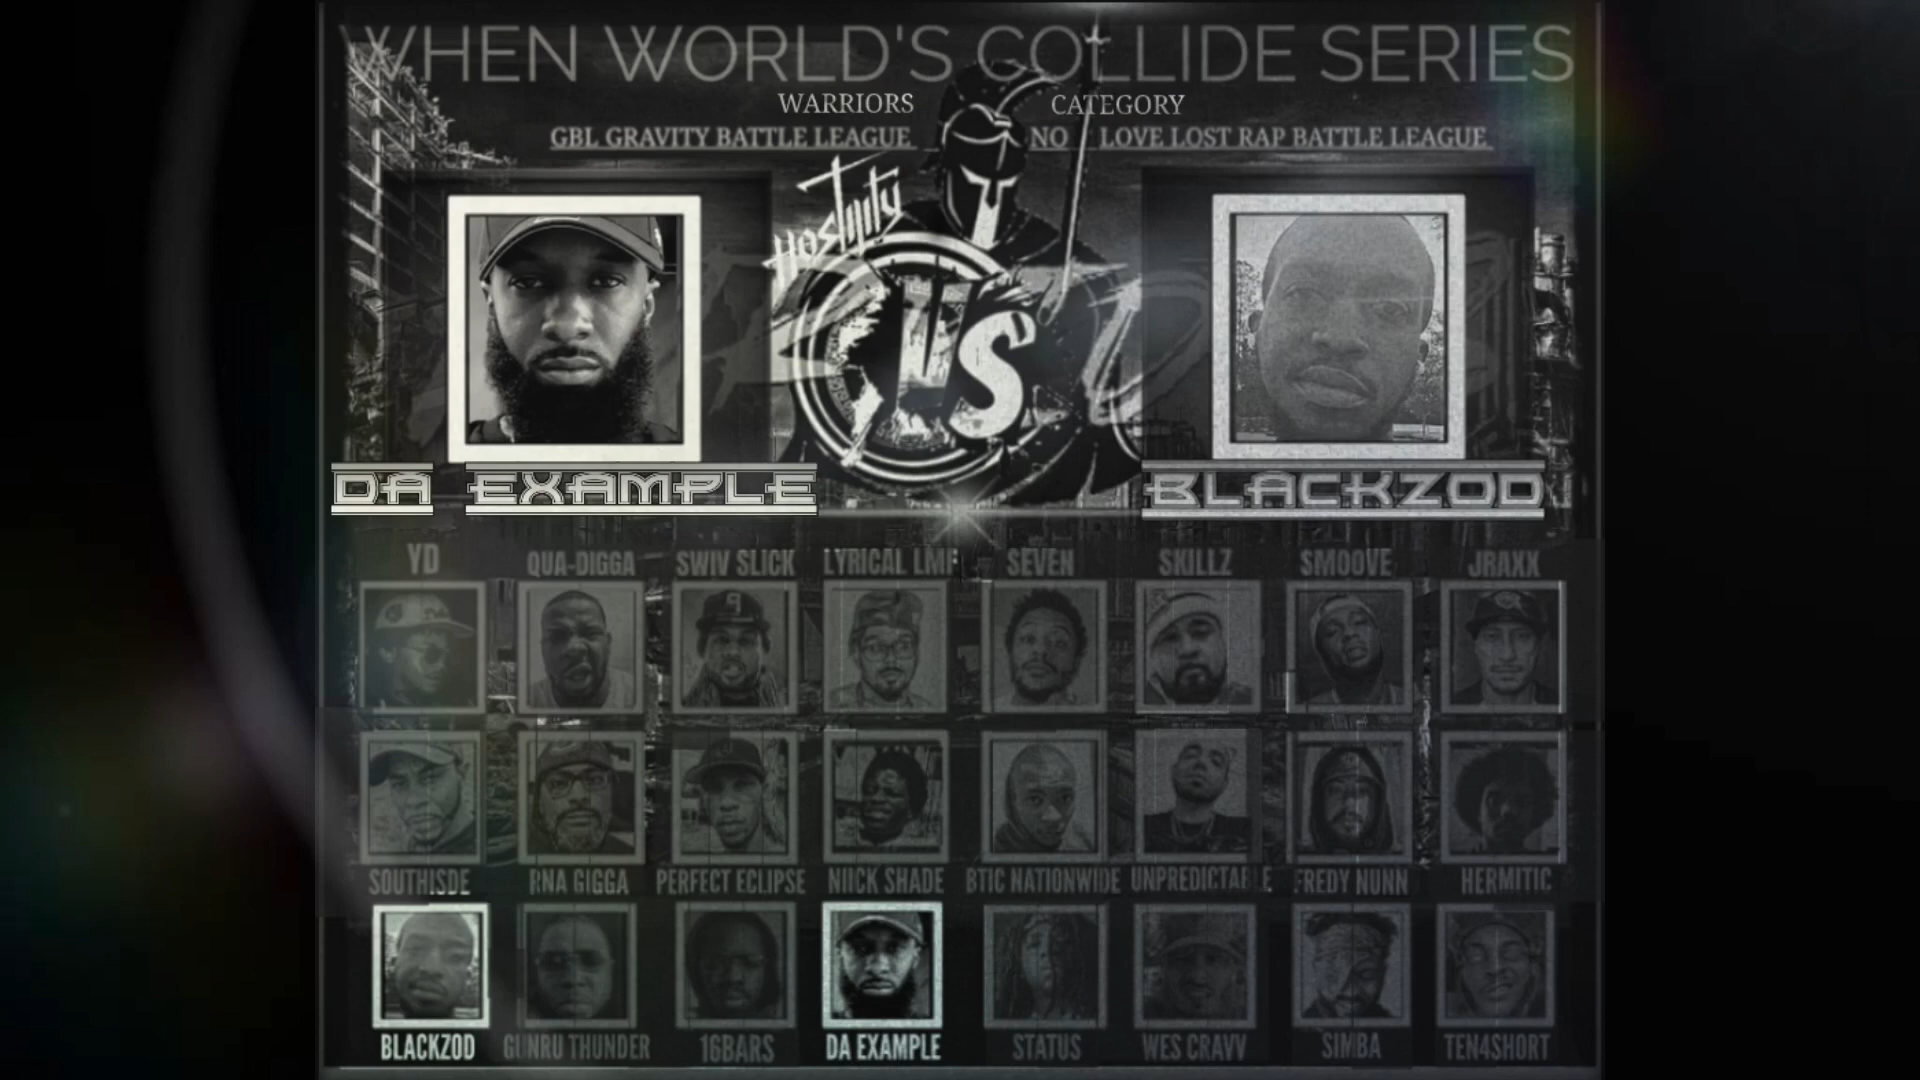 WHEN WORLD'S COLLIDE SERIES
WARRIORS CATEGORY
GBL GRAVITY BATTLE LEAGUE NO LOVE LOST RAP BATTLE LEAGUE
Hostility
VS
DA EXAMPLE BLACKZOD
YD QUA-DIGGA SWIV SLICK LYRICAL LMF SEVEN SKILLZ SMOOVE JRAXX
SOUTHISDE RNA GIGGA PERFECT ECLIPSE NIICK SHADE BTIC NATIONWIDE UNPREDICTABLE FREDY NUNN HERMITIC
BLACKZOD GUNRU THUNDER 16BARS DA EXAMPLE STATUS WES CRAVV SIMBA TEN4SHORT